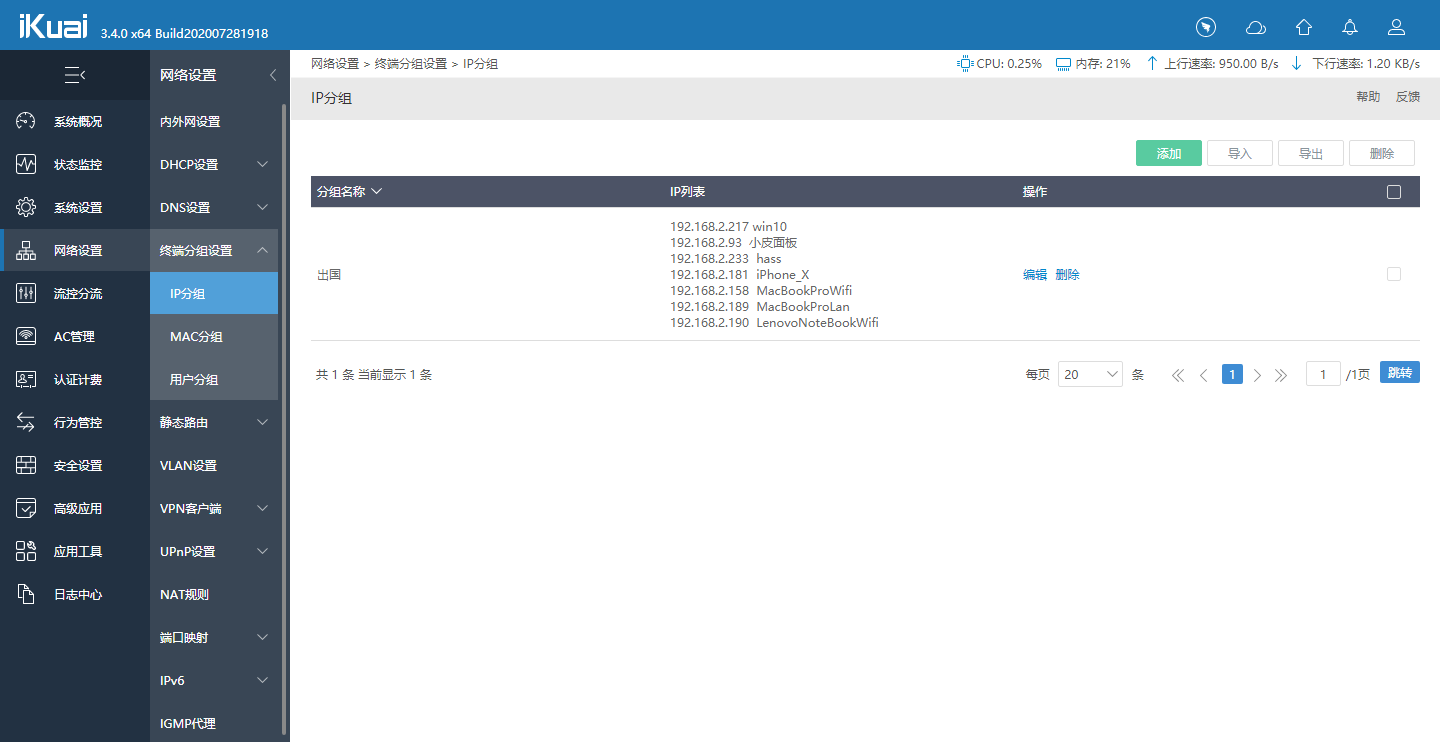 iKuai 3.4.0 x64 Build202007281918
网络设置
系统概况
状态监控
系统设置
网络设置
流控分流
AC管理
认证计费
行为管控
安全设置
高级应用
应用工具
日志中心
内外网设置
DHCP设置
DNS设置
终端分组设置
IP分组
MAC分组
用户分组
静态路由
VLAN设置
VPN客户端
UPnP设置
NAT规则
端口映射
IPv6
IGMP代理
网络设置 > 终端分组设置 > IP分组
CPU: 0.25% 内存: 21% 上行速率: 950.00 B/s 下行速率: 1.20 KB/s
IP分组
帮助 反馈
添加 导入 导出 删除
分组名称 IP列表 操作
出国
192.168.2.217 win10
192.168.2.93 小皮面板
192.168.2.233 hass
192.168.2.181 iPhone_X
192.168.2.158 MacBookProWifi
192.168.2.189 MacBookProLan
192.168.2.190 LenovoNoteBookWifi
编辑 删除
共 1 条 当前显示 1 条
每页 20 条 1 1 /1页 跳转